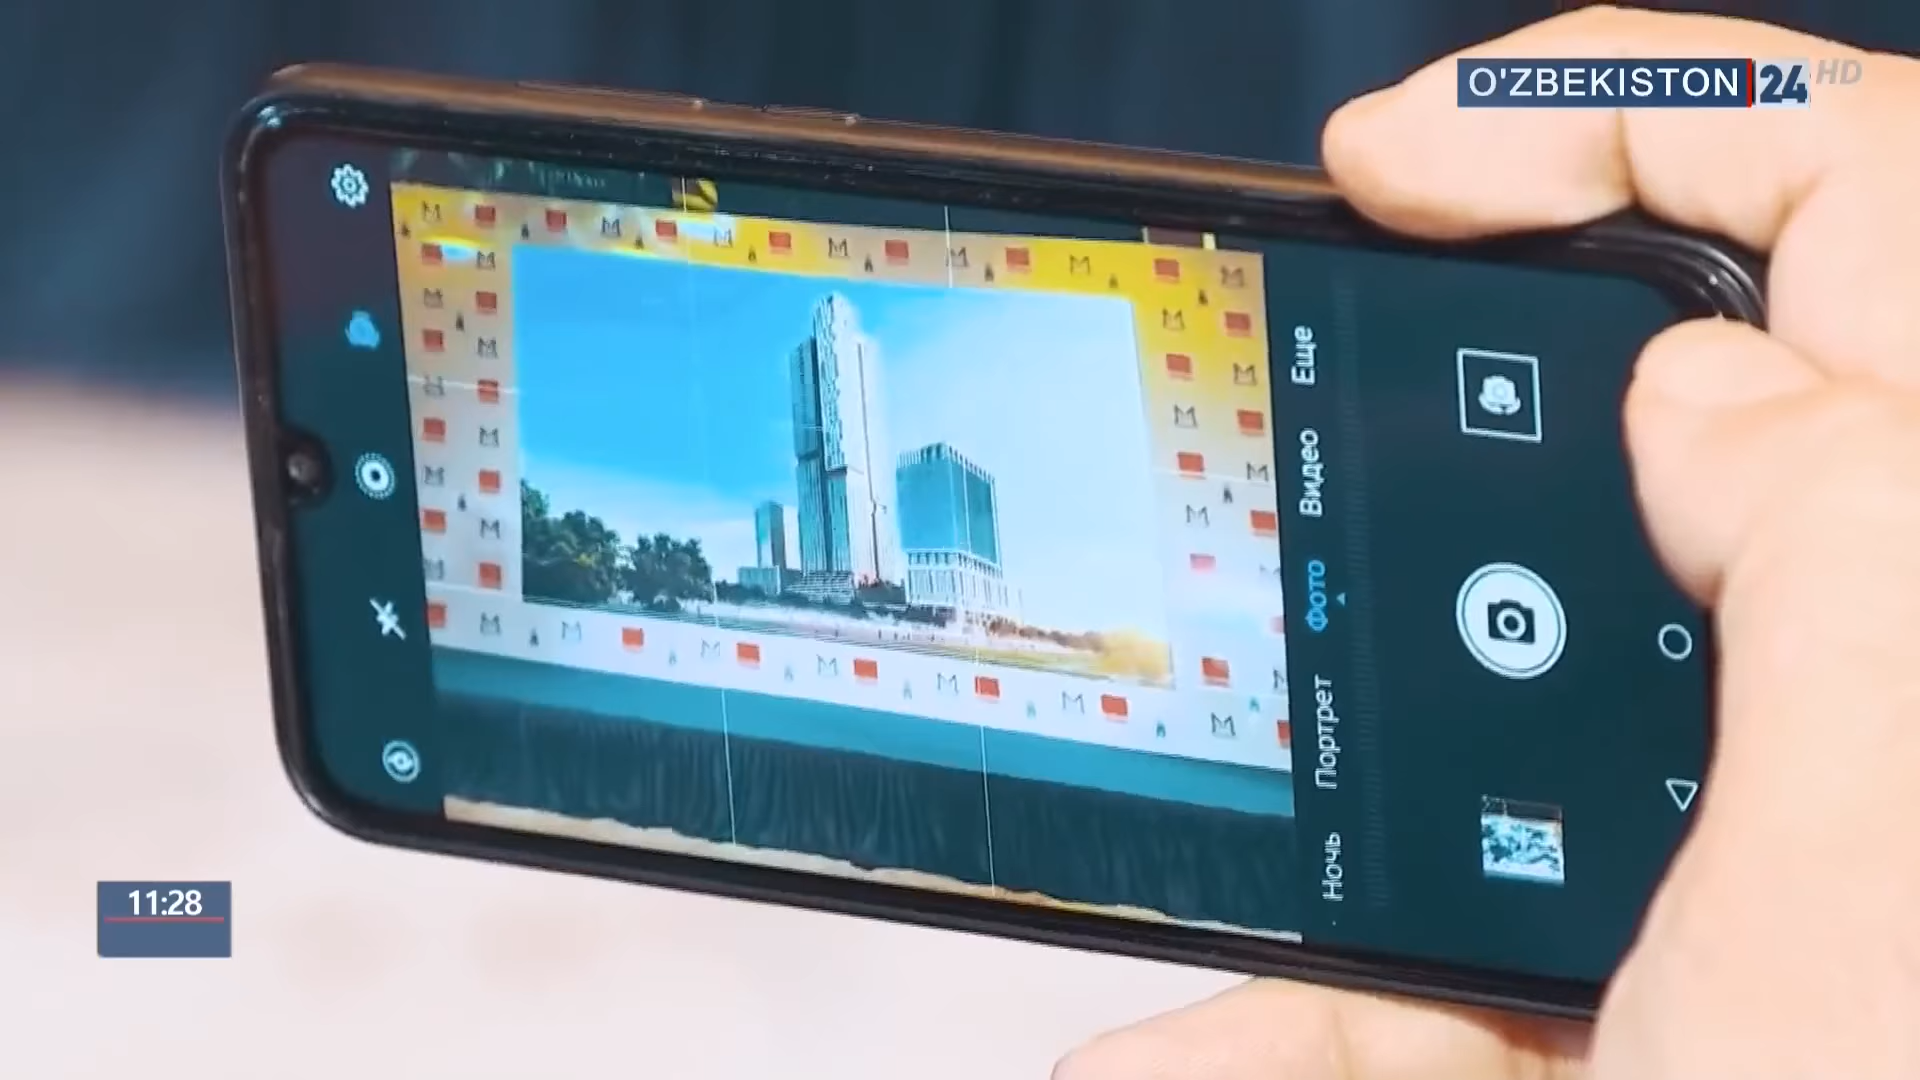 O'ZBEKISTON 24 HD
Еще
Видео
Фото
Портрет
Ночь
11:28